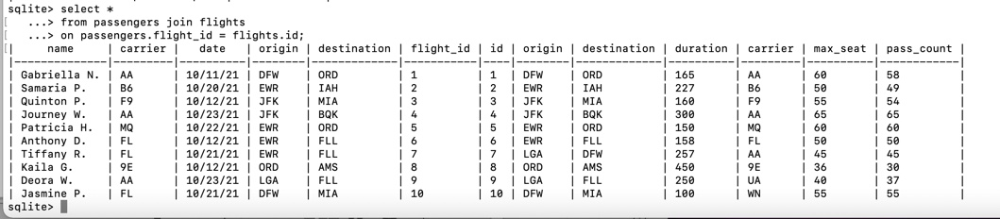 sqlite> select *
   ...> from passengers join flights
   ...> on passengers.flight_id = flights.id;
|     name     | carrier |   date   | origin | destination | flight_id | id | origin | destination | duration | carrier | max_seat | pass_count |
|--------------|---------|----------|--------|-------------|-----------|----|--------|-------------|----------|---------|----------|------------|
| Gabriella N. | AA      | 10/11/21 | DFW    | ORD         | 1         | 1  | DFW    | ORD         | 165      | AA      | 60       | 58         |
| Samaria P.   | B6      | 10/20/21 | EWR    | IAH         | 2         | 2  | EWR    | IAH         | 227      | B6      | 50       | 49         |
| Quinton P.   | F9      | 10/12/21 | JFK    | MIA         | 3         | 3  | JFK    | MIA         | 160      | F9      | 55       | 54         |
| Journey W.   | AA      | 10/23/21 | JFK    | BQK         | 4         | 4  | JFK    | BQK         | 300      | AA      | 65       | 65         |
| Patricia H.  | MQ      | 10/22/21 | EWR    | ORD         | 5         | 5  | EWR    | ORD         | 150      | MQ      | 60       | 60         |
| Anthony D.   | FL      | 10/12/21 | EWR    | FLL         | 6         | 6  | EWR    | FLL         | 158      | FL      | 50       | 50         |
| Tiffany R.   | FL      | 10/21/21 | EWR    | FLL         | 7         | 7  | LGA    | DFW         | 257      | AA      | 45       | 45         |
| Kaila G.     | 9E      | 10/12/21 | ORD    | AMS         | 8         | 8  | ORD    | AMS         | 450      | 9E      | 36       | 30         |
| Deora W.     | AA      | 10/23/21 | LGA    | FLL         | 9         | 9  | LGA    | FLL         | 250      | UA      | 40       | 37         |
| Jasmine P.   | FL      | 10/21/21 | DFW    | MIA         | 10        | 10 | DFW    | MIA         | 100      | WN      | 55       | 55         |
sqlite>